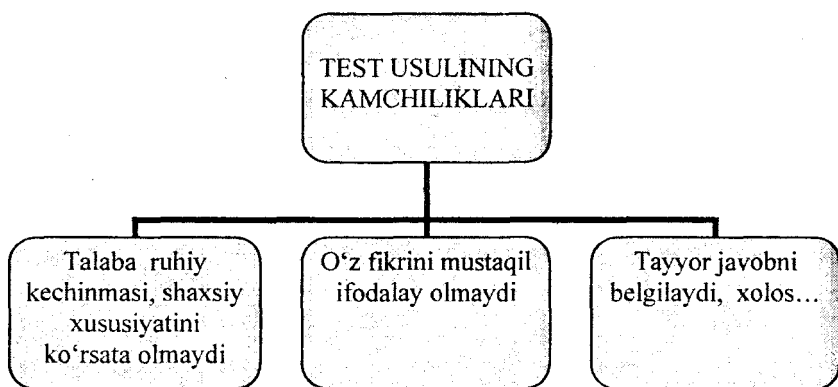 TEST USULINING
KAMCHILIKLARI
Talaba ruhiy
kechinmasi, shaxsiy
xususiyatini
ko‘rsata olmaydi
O‘z fikrini mustaqil
ifodalay olmaydi
Tayyor javobni
belgilaydi, xolos...